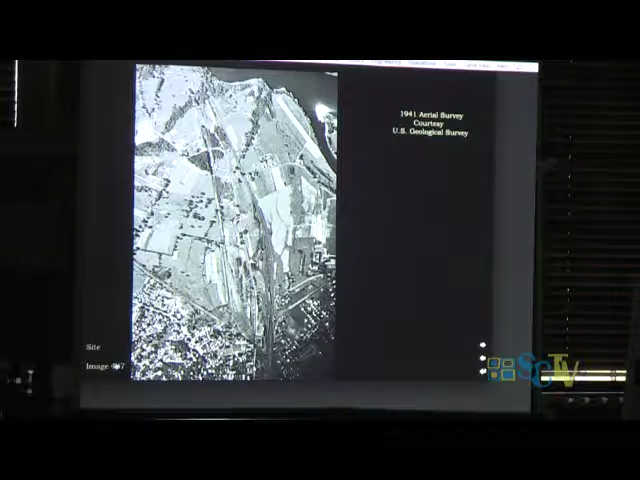 1941 Aerial Survey
Courtesy
U.S. Geological Survey
Site
Image
SCTV